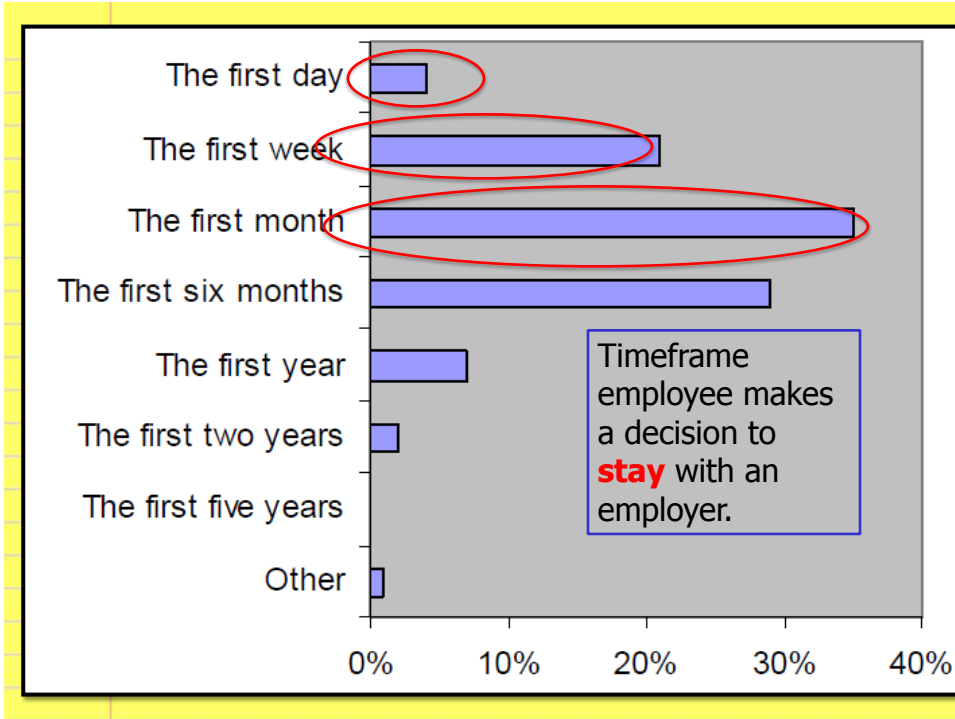 The first day
The first week
The first month
The first six months
The first year
The first two years
The first five years
Other
Timeframe
employee makes
a decision to
stay with an
employer.
0% 10% 20% 30% 40%